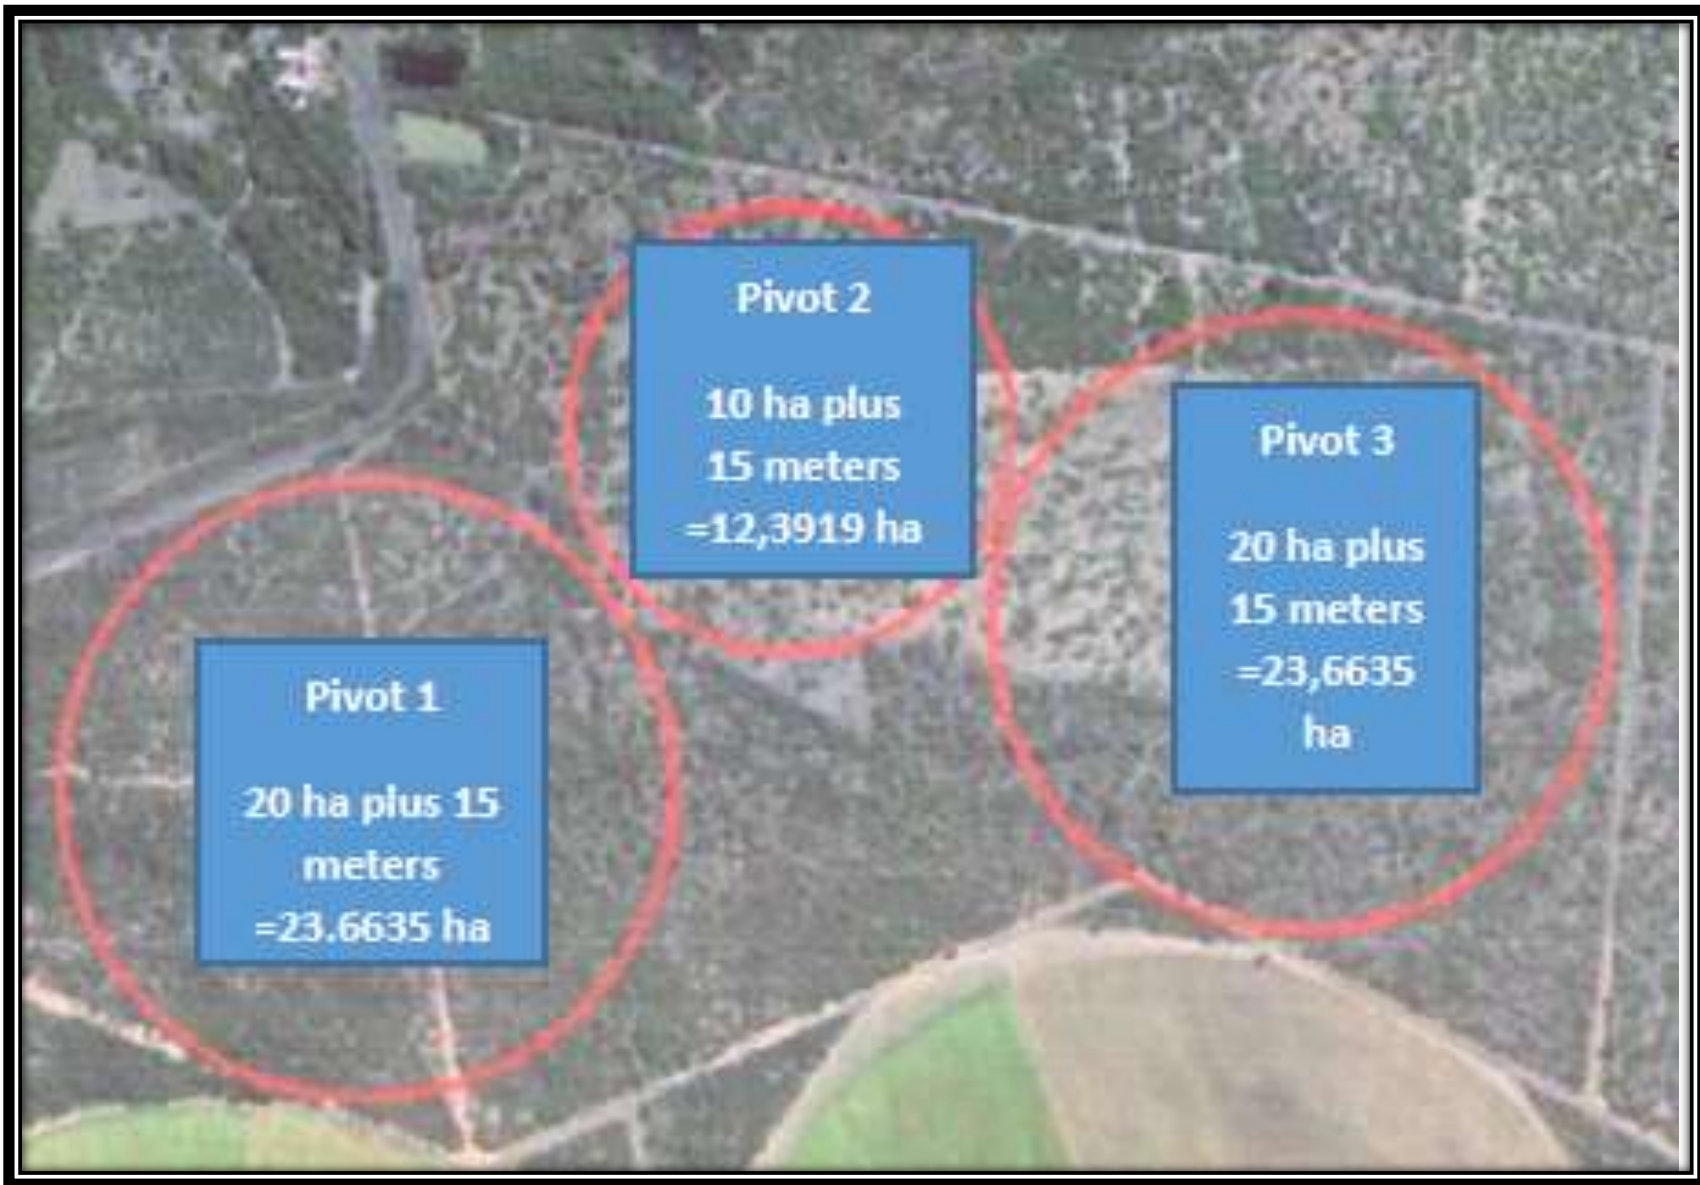 Pivot 2
10 ha plus
15 meters
=12,3919 ha
Pivot 3
20 ha plus
15 meters
=23,6635
ha
Pivot 1
20 ha plus 15
meters
=23.6635 ha